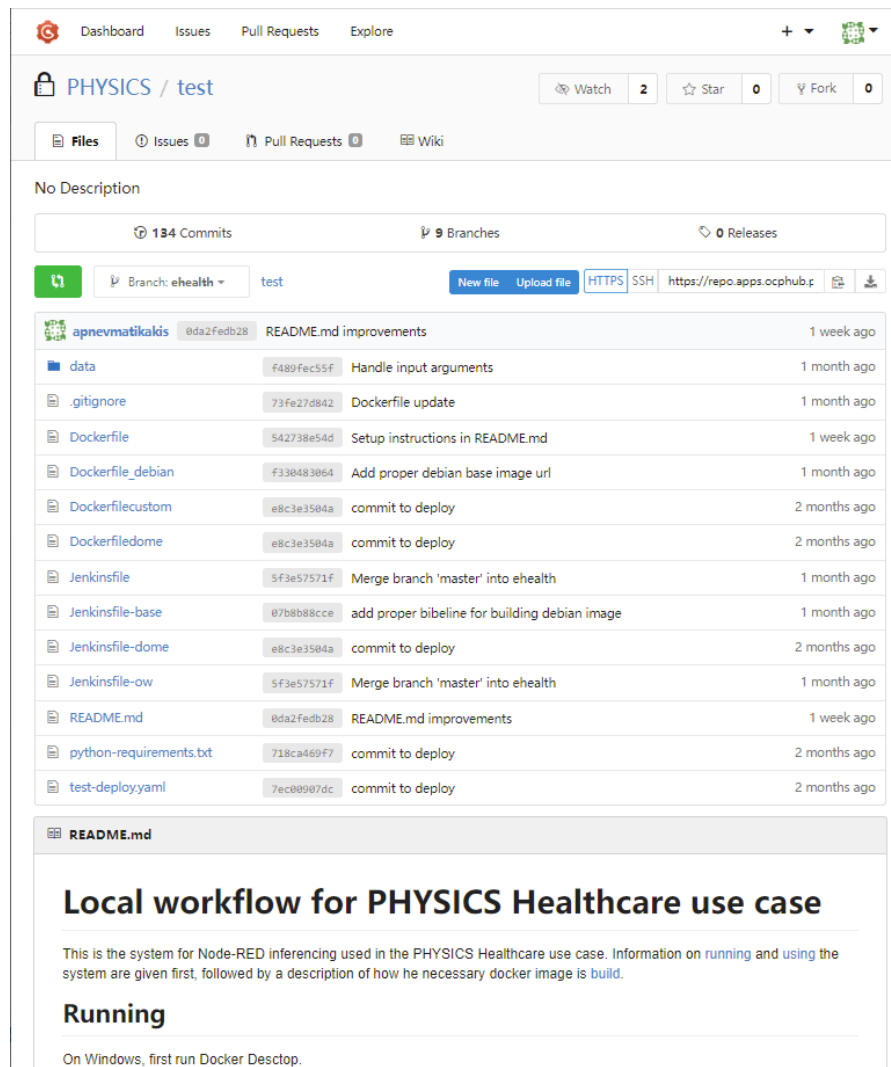 Dashboard Issues Pull Requests Explore +
PHYSICS / test Watch 2 Star 0 Fork 0
Files Issues 0 Pull Requests 0 Wiki
No Description
134 Commits 9 Branches 0 Releases
Branch: ehealth test New file Upload file HTTPS SSH https://repo.apps.ocphub.p
apnevmatikakis 0da2fedb28 README.md improvements 1 week ago
data f489fec55f Handle input arguments 1 month ago
.gitignore 73fe27d842 Dockerfile update 1 month ago
Dockerfile 542738e54d Setup instructions in README.md 1 week ago
Dockerfile_debian f330483064 Add proper debian base image url 1 month ago
Dockerfilecustom e8c3e3504a commit to deploy 2 months ago
Dockerfiledome e8c3e3504a commit to deploy 2 months ago
Jenkinsfile 5f3e57571f Merge branch 'master' into ehealth 1 month ago
Jenkinsfile-base 07b8b88cce add proper bibeline for building debian image 1 month ago
Jenkinsfile-dome e8c3e3504a commit to deploy 2 months ago
Jenkinsfile-ow 5f3e57571f Merge branch 'master' into ehealth 1 month ago
README.md 0da2fedb28 README.md improvements 1 week ago
python-requirements.txt 718ca469f7 commit to deploy 2 months ago
test-deploy.yaml 7ec00907dc commit to deploy 2 months ago
README.md
Local workflow for PHYSICS Healthcare use case
This is the system for Node-RED inferencing used in the PHYSICS Healthcare use case. Information on running and using the
system are given first, followed by a description of how he necessary docker image is build.
Running
On Windows, first run Docker Desctop.